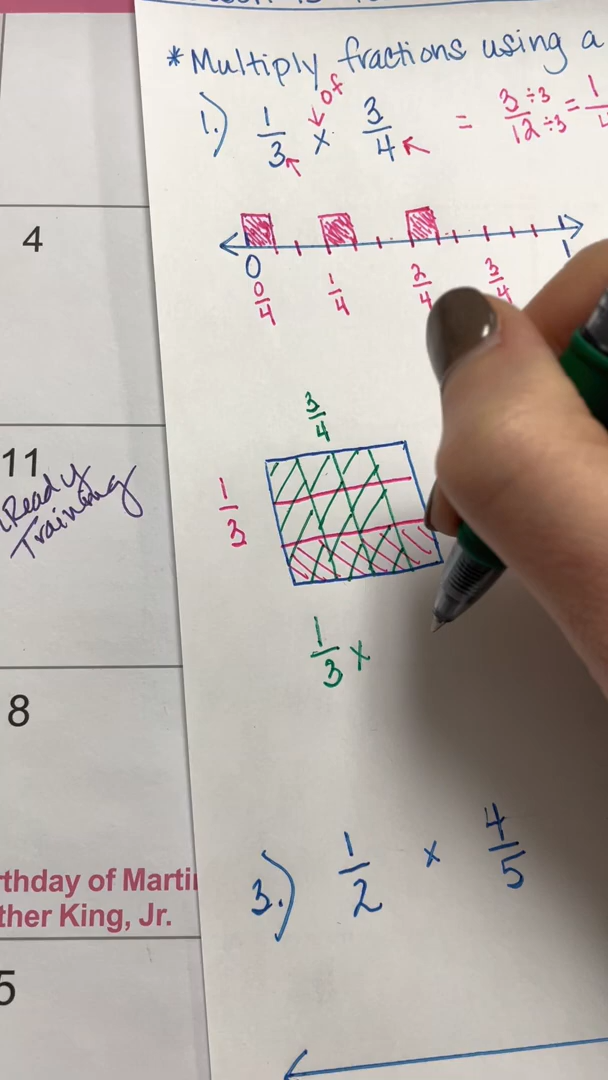 * Multiply fractions using a
of
1.) 1/3 x 3/4 = 3÷3/12÷3 = 1/4
0 1
0/4 1/4 2/4 3/4
3/4
1/3
1/3 x
3.) 1/2 x 4/5
4
11
iReady
Training
8
rthday of Martin
ther King, Jr.
5